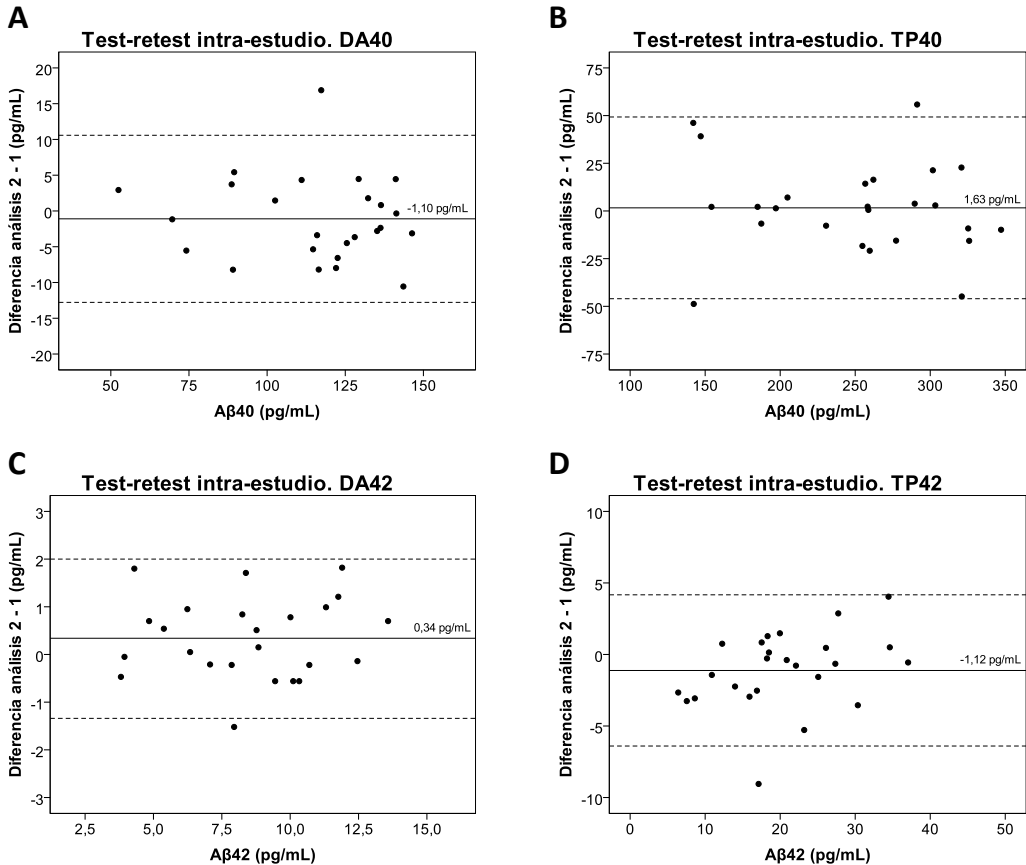 A
Test-retest intra-estudio. DA40
Diferencia análisis 2 - 1 (pg/mL)
20
15
10
5
0
-5
-10
-15
-20
-1,10 pg/mL
50
75
100
125
150
Aβ40 (pg/mL)
B
Test-retest intra-estudio. TP40
Diferencia análisis 2 - 1 (pg/mL)
75
50
25
0
-25
-50
-75
1,63 pg/mL
100
150
200
250
300
350
Aβ40 (pg/mL)
C
Test-retest intra-estudio. DA42
Diferencia análisis 2 - 1 (pg/mL)
3
2
1
0
-1
-2
-3
0,34 pg/mL
2,5
5,0
7,5
10,0
12,5
15,0
Aβ42 (pg/mL)
D
Test-retest intra-estudio. TP42
Diferencia análisis 2 - 1 (pg/mL)
10
5
0
-5
-10
-1,12 pg/mL
0
10
20
30
40
50
Aβ42 (pg/mL)